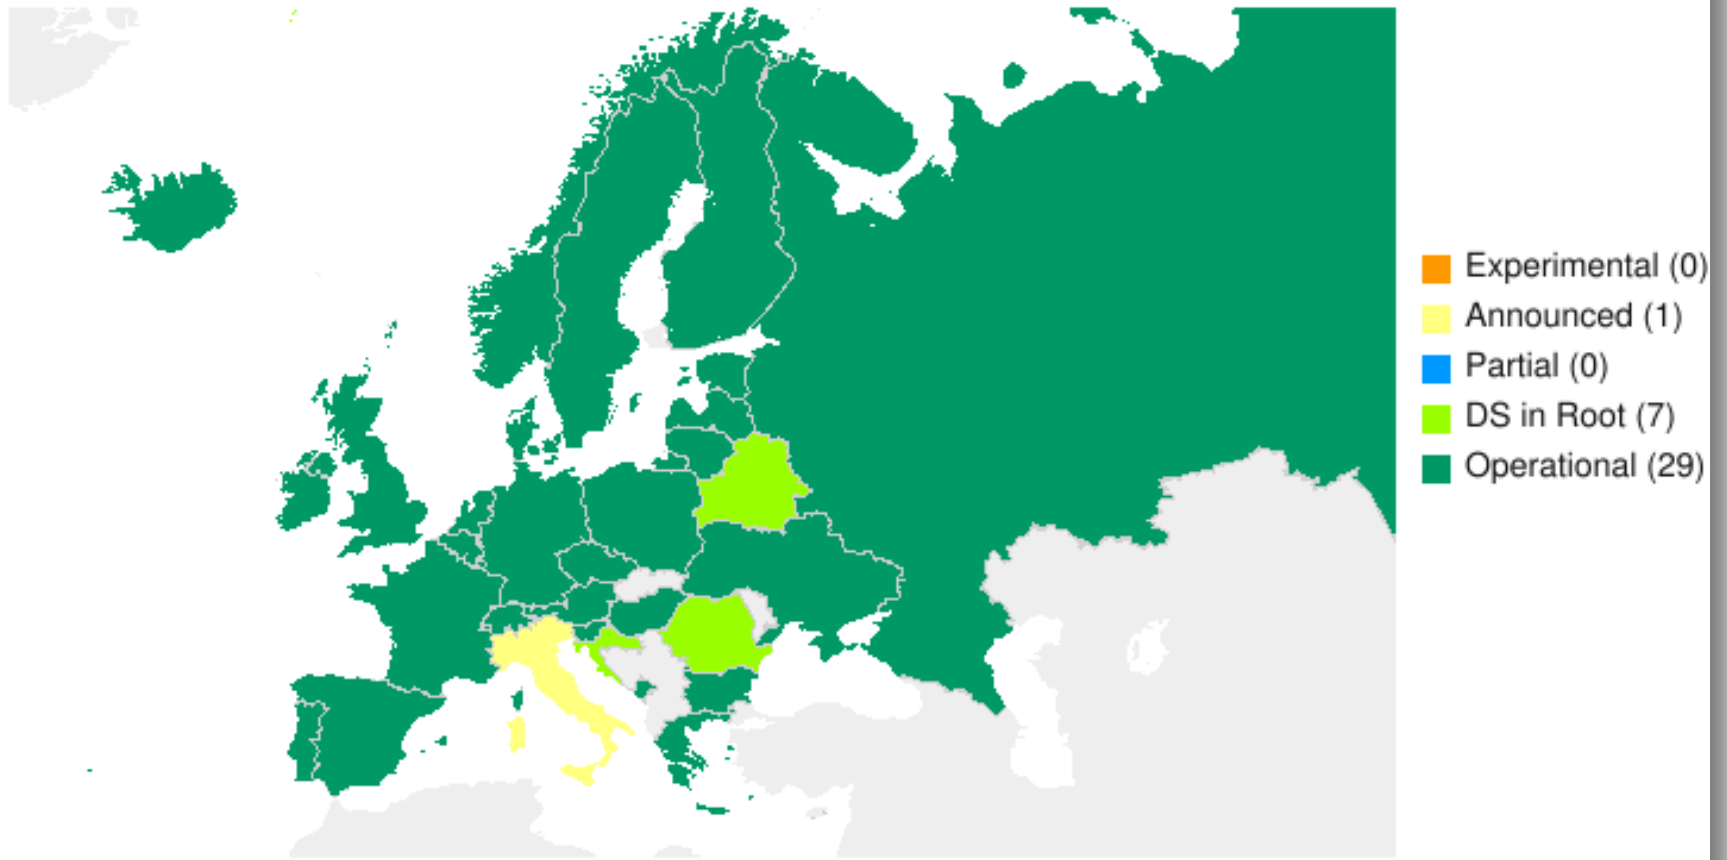 Experimental (0)
Announced (1)
Partial (0)
DS in Root (7)
Operational (29)